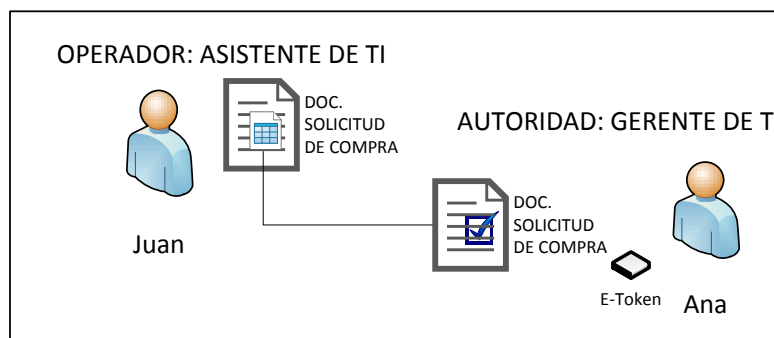 OPERADOR: ASISTENTE DE TI
DOC.
SOLICITUD
DE COMPRA
Juan
AUTORIDAD: GERENTE DE T
DOC.
SOLICITUD
DE COMPRA
E-Token
Ana